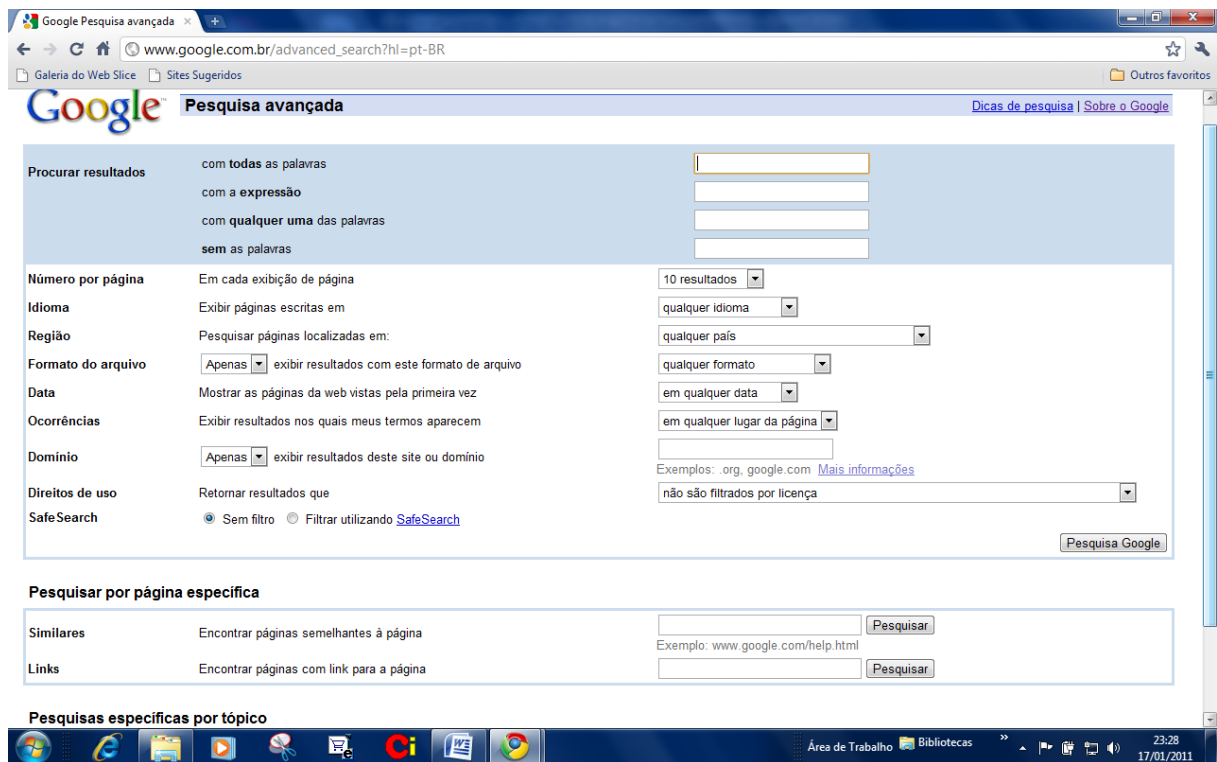 Google Pesquisa avançada
www.google.com.br/advanced_search?hl=pt-BR
Galeria do Web Slice Sites Sugeridos Outros favoritos
Google™ Pesquisa avançada Dicas de pesquisa | Sobre o Google
Procurar resultados com todas as palavras
com a expressão
com qualquer uma das palavras
sem as palavras
Número por página Em cada exibição de página 10 resultados
Idioma Exibir páginas escritas em qualquer idioma
Região Pesquisar páginas localizadas em: qualquer país
Formato do arquivo Apenas exibir resultados com este formato de arquivo qualquer formato
Data Mostrar as páginas da web vistas pela primeira vez em qualquer data
Ocorrências Exibir resultados nos quais meus termos aparecem em qualquer lugar da página
Domínio Apenas exibir resultados deste site ou domínio
Exemplos: .org, google.com Mais informações
Direitos de uso Retornar resultados que não são filtrados por licença
SafeSearch Sem filtro Filtrar utilizando SafeSearch
Pesquisa Google
Pesquisar por página específica
Similares Encontrar páginas semelhantes à página Pesquisar
Exemplo: www.google.com/help.html
Links Encontrar páginas com link para a página Pesquisar
Pesquisas específicas por tópico
Ci Área de Trabalho Bibliotecas » 23:28
17/01/2011